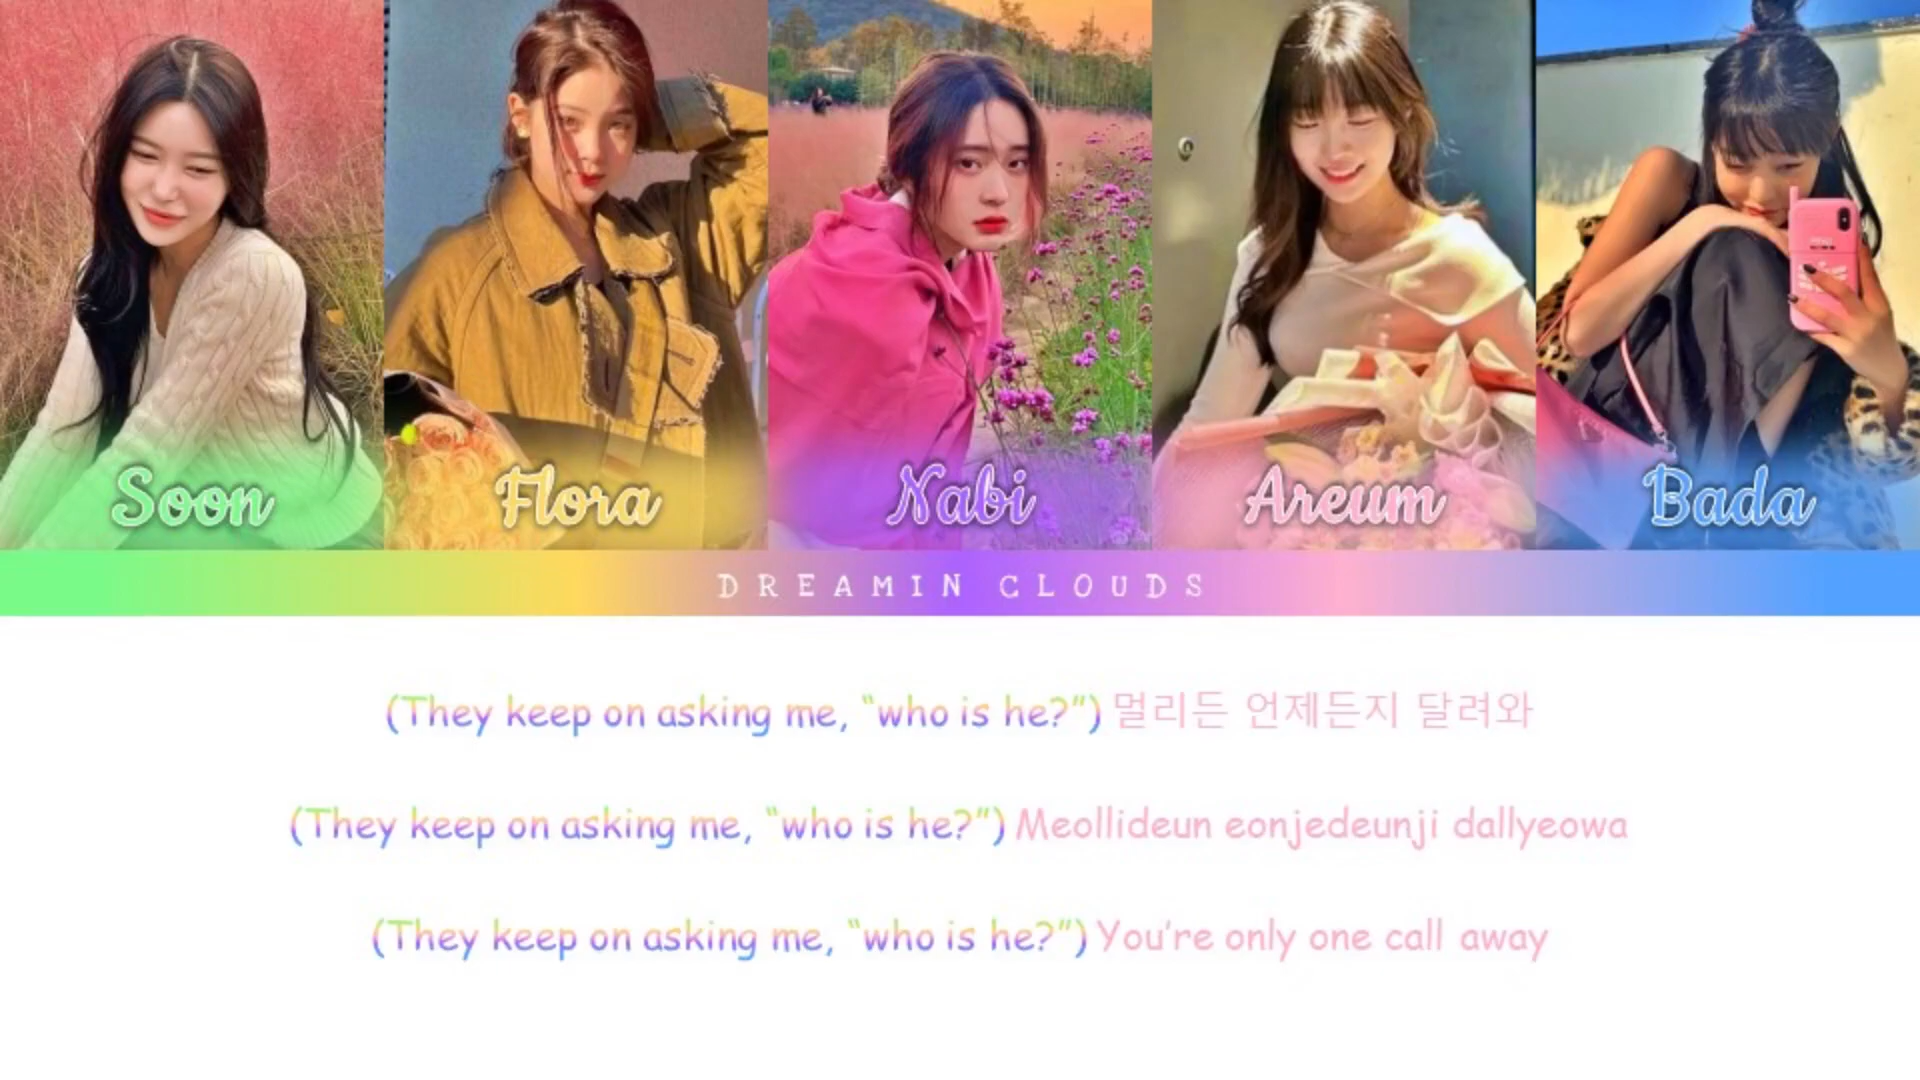 Soon
Flora
Nabi
Areum
Bada
DREAMIN CLOUDS
(They keep on asking me, “who is he?”) 멀리든 언제든지 달려와
(They keep on asking me, “who is he?”) Meollideun eonjedeunji dallyeowa
(They keep on asking me, “who is he?”) You’re only one call away